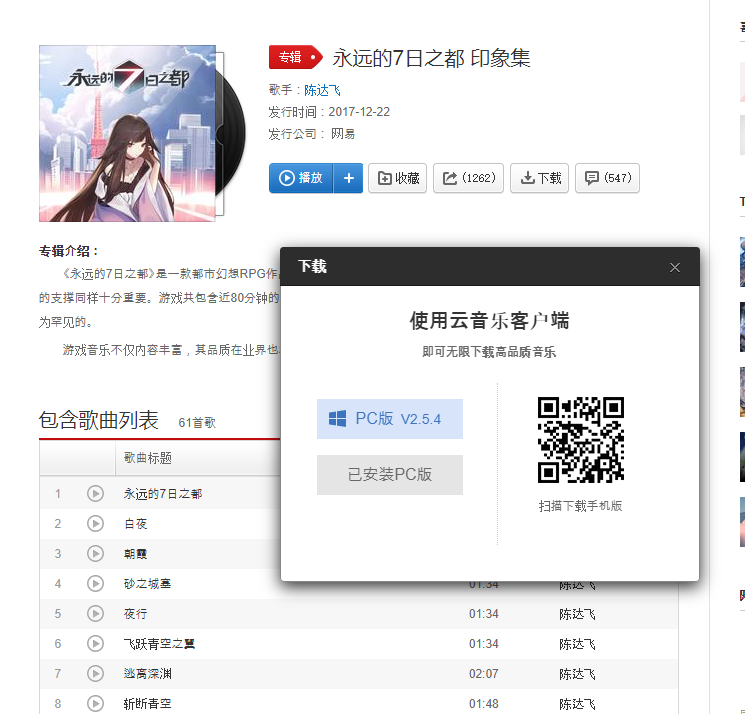 永远的7日之都
专辑
永远的7日之都 印象集
歌手：陈达飞
发行时间：2017-12-22
发行公司： 网易
播放
+
收藏
(1262)
下载
(547)
专辑介绍：
《永远的7日之都》是一款都市幻想RPG作
的支撑同样十分重要。游戏共包含近80分钟的
为罕见的。
游戏音乐不仅内容丰富，其品质在业界也
下载
使用云音乐客户端
即可无限下载高品质音乐
PC版 V2.5.4
已安装PC版
扫描下载手机版
包含歌曲列表 61首歌
歌曲标题
1 永远的7日之都
2 白夜
3 朝霞
4 砂之城塞 01:34 陈达飞
5 夜行 01:34 陈达飞
6 飞跃青空之翼 01:34 陈达飞
7 逃离深渊 02:07 陈达飞
8 斩断青空 01:48 陈达飞